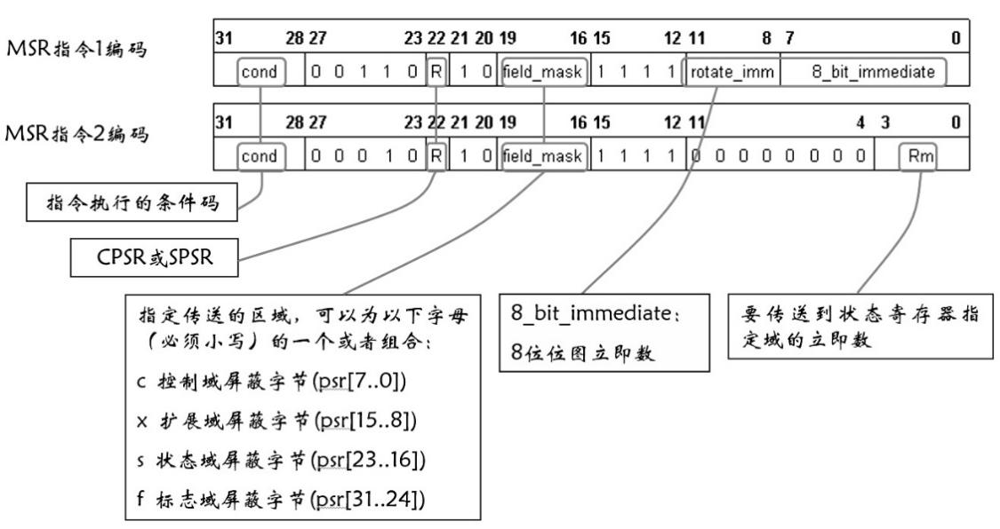 MSR指令1编码
31 28 27 23 22 21 20 19 16 15 12 11 8 7 0
cond 0 0 1 1 0 R 1 0 field_mask 1 1 1 1 rotate_imm 8_bit_immediate
MSR指令2编码
31 28 27 23 22 21 20 19 16 15 12 11 4 3 0
cond 0 0 0 1 0 R 1 0 field_mask 1 1 1 1 0 0 0 0 0 0 0 0 Rm
指令执行的条件码
CPSR或SPSR
指定传送的区域，可以为以下字母
（必须小写）的一个或者组合：
c 控制域屏蔽字节(psr[7..0])
x 扩展域屏蔽字节(psr[15..8])
s 状态域屏蔽字节(psr[23..16])
f 标志域屏蔽字节(psr[31..24])
8_bit_immediate：
8位位图立即数
要传送到状态寄存器指
定域的立即数